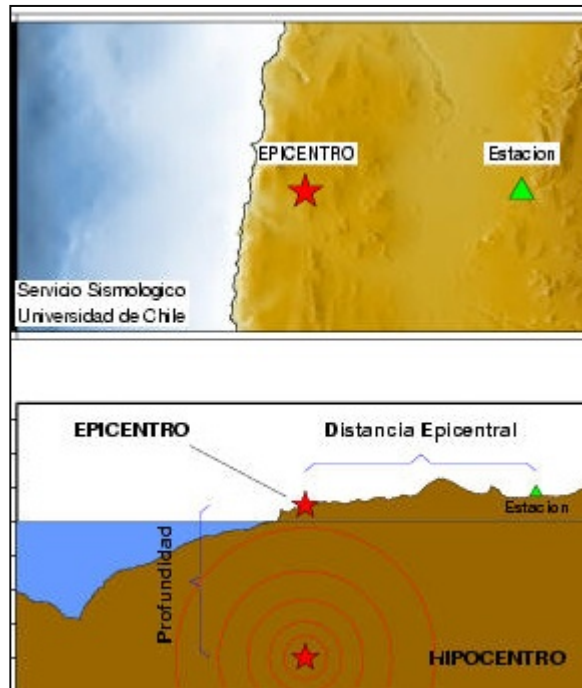 EPICENTRO
Estacion
Servicio Sismologico
Universidad de Chile
EPICENTRO
Distancia Epicentral
Estacion
Profundidad
HIPOCENTRO